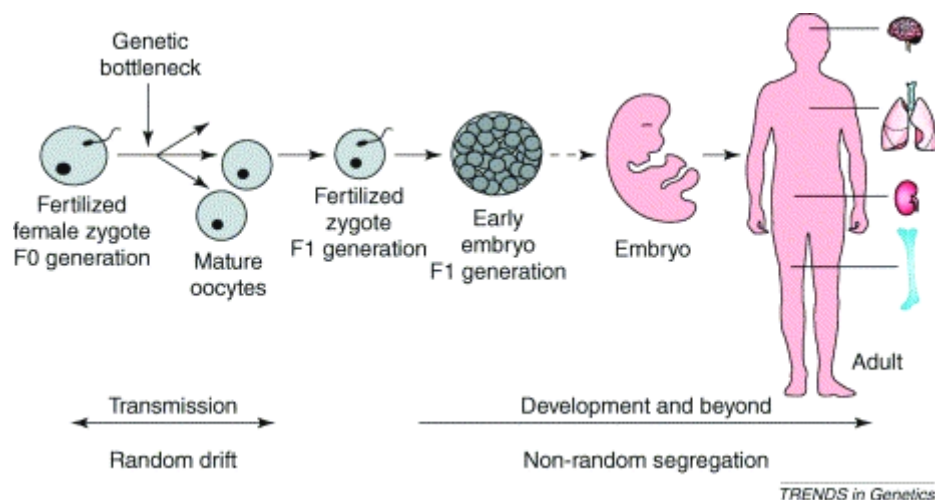 Genetic
bottleneck
Fertilized
female zygote
F0 generation
Mature
oocytes
Fertilized
zygote
F1 generation
Early
embryo
F1 generation
Embryo
Adult
Transmission
Development and beyond
Random drift
Non-random segregation
TRENDS in Genetics